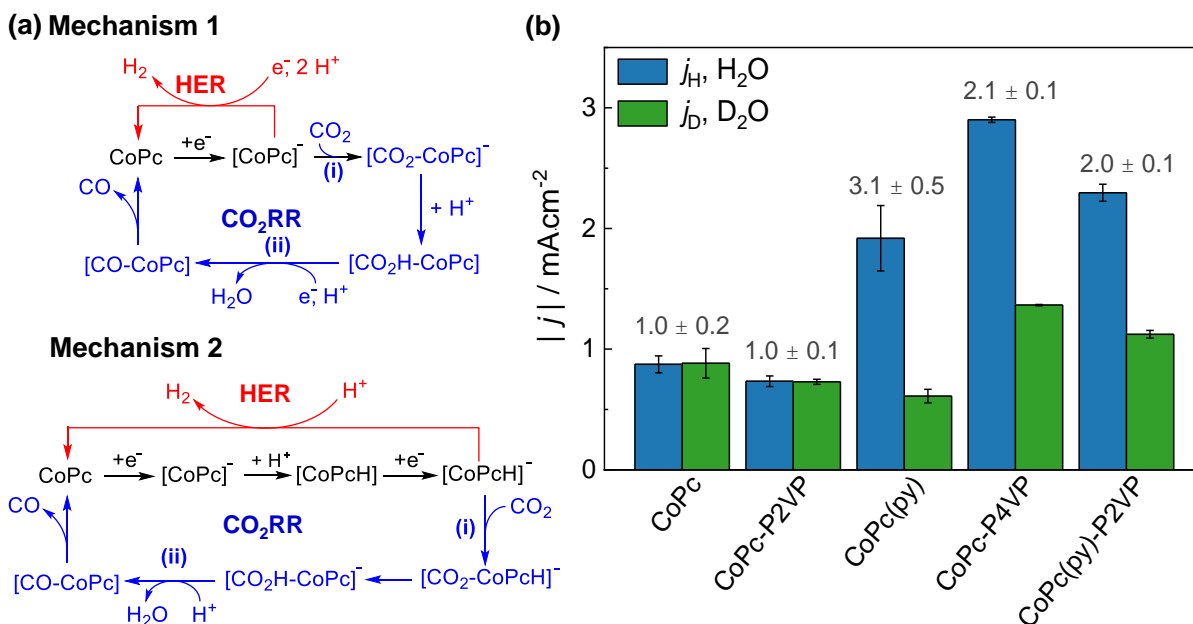 (a) Mechanism 1
H₂ e⁻, 2 H⁺
HER
CoPc +e⁻ [CoPc]⁻ CO₂ (i) [CO₂-CoPc]⁻
CO + H⁺
CO₂RR
(ii)
[CO-CoPc] [CO₂H-CoPc]
H₂O e⁻, H⁺
Mechanism 2
H₂ HER H⁺
CoPc +e⁻ [CoPc]⁻ + H⁺ [CoPcH] +e⁻ [CoPcH]⁻
CO CO₂RR (i) CO₂
(ii)
[CO-CoPc] [CO₂H-CoPc]⁻ [CO₂-CoPcH]⁻
H₂O H⁺
(b)
j_H, H₂O
j_D, D₂O
| j | / mA.cm⁻²
3
2
1
0
1.0 ± 0.2
1.0 ± 0.1
3.1 ± 0.5
2.1 ± 0.1
2.0 ± 0.1
CoPc
CoPc-P2VP
CoPc(py)
CoPc-P4VP
CoPc(py)-P2VP